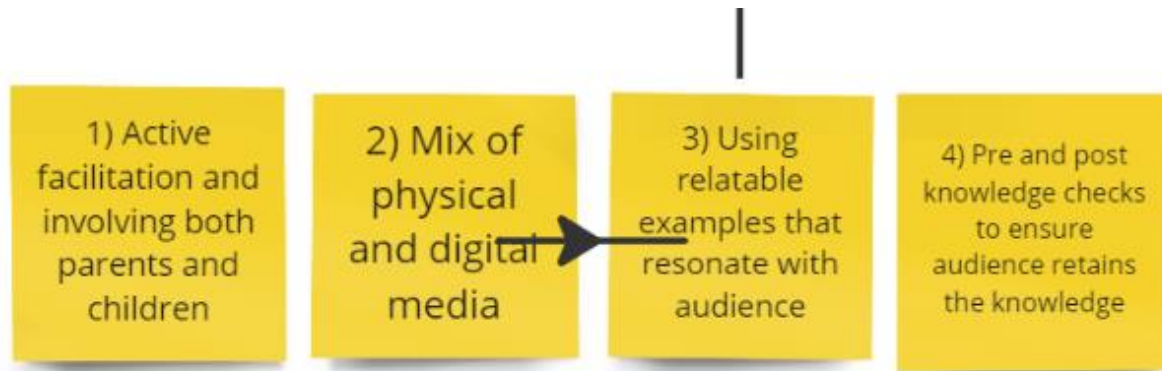 1) Active
facilitation and
involving both
parents and
children
2) Mix of
physical
and digital
media
3) Using
relatable
examples that
resonate with
audience
4) Pre and post
knowledge checks
to ensure
audience retains
the knowledge